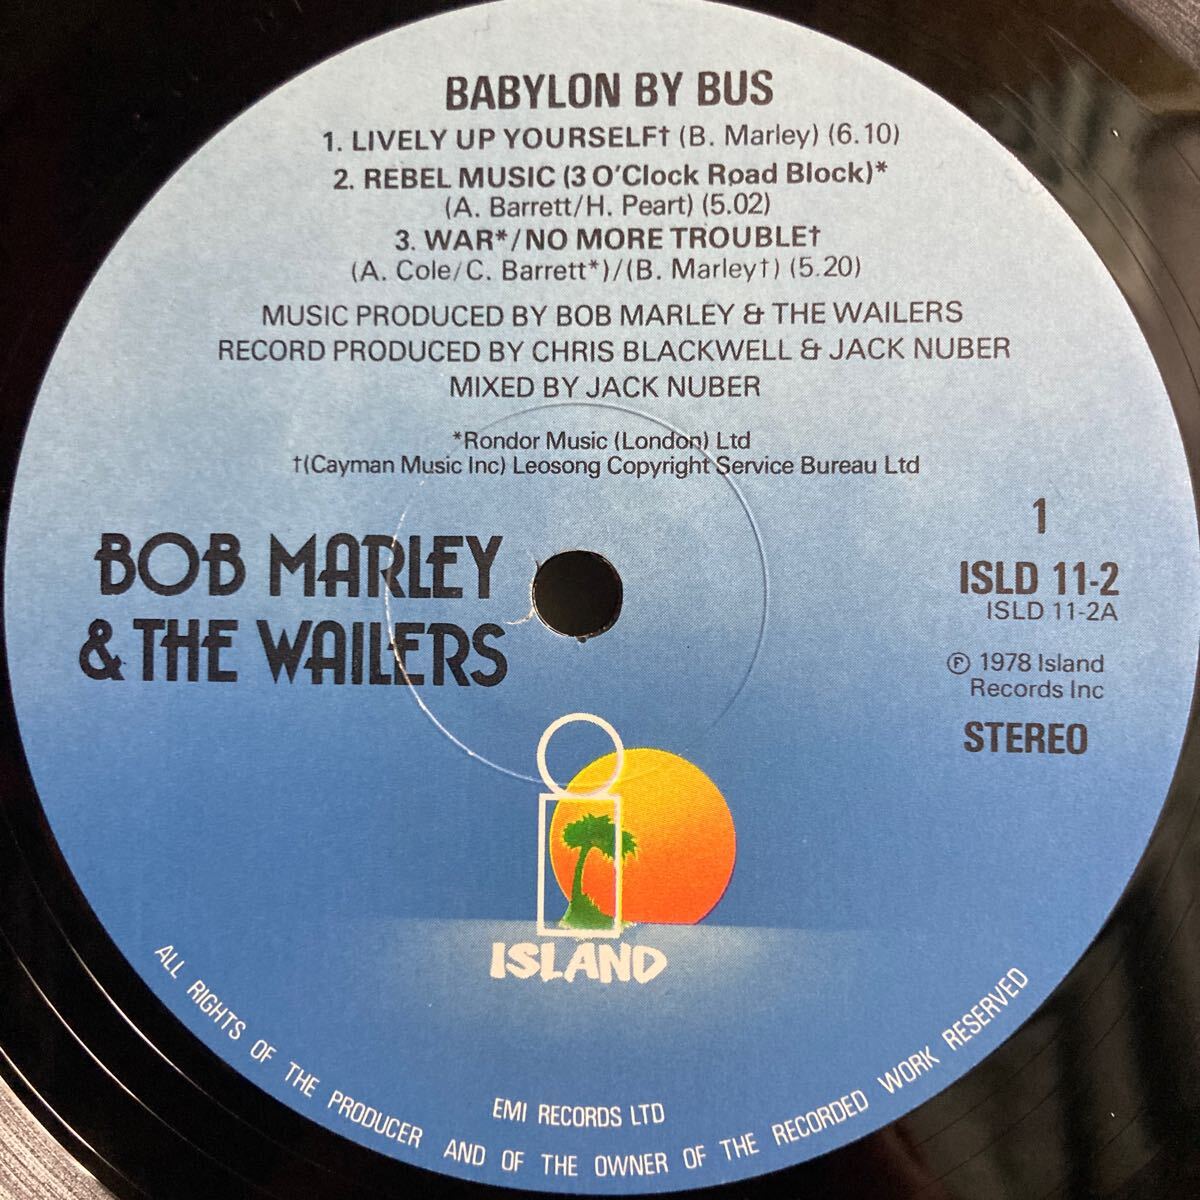 BABYLON BY BUS
1. LIVELY UP YOURSELF† (B. Marley) (6.10)
2. REBEL MUSIC (3 O'Clock Road Block)*
(A. Barrett/H. Peart) (5.02)
3. WAR*/NO MORE TROUBLE†
(A. Cole/C. Barrett*)/(B. Marley†) (5.20)
MUSIC PRODUCED BY BOB MARLEY & THE WAILERS
RECORD PRODUCED BY CHRIS BLACKWELL & JACK NUBER
MIXED BY JACK NUBER
*Rondor Music (London) Ltd
†(Cayman Music Inc) Leosong Copyright Service Bureau Ltd
1
ISLD 11-2
ISLD 11-2A
℗ 1978 Island
Records Inc
STEREO
BOB MARLEY
& THE WAILERS
ISLAND
EMI RECORDS LTD
ALL RIGHTS OF THE PRODUCER AND OF THE OWNER OF THE RECORDED WORK RESERVED